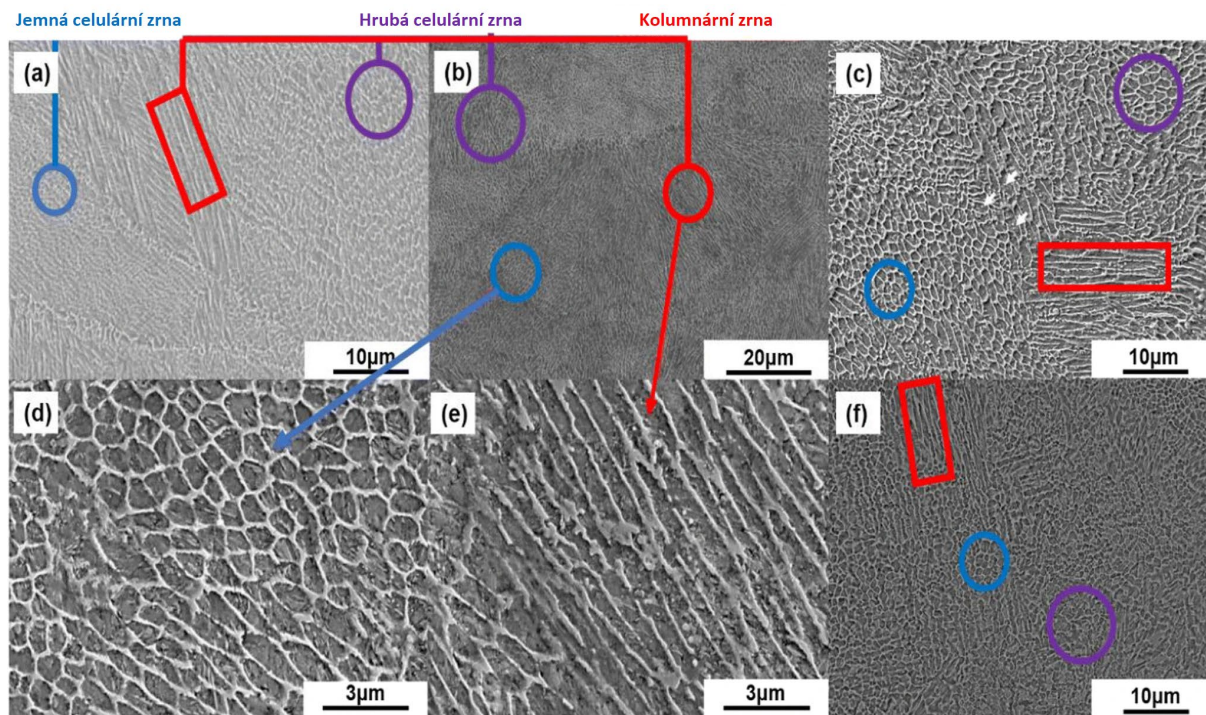 Jemná celulární zrna
Hrubá celulární zrna
Kolumnární zrna
(a)
(b)
(c)
10μm
20μm
10μm
(d)
(e)
(f)
3μm
3μm
10μm